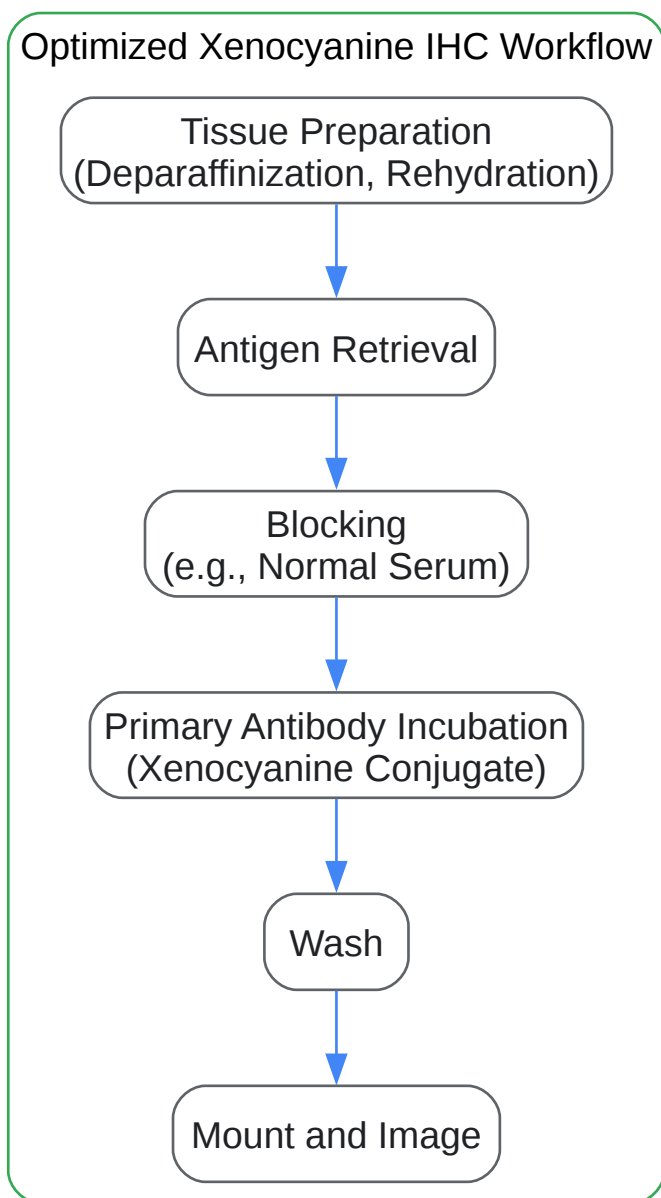 Optimized Xenocyanine IHC Workflow
Tissue Preparation
(Deparaffinization, Rehydration)
Antigen Retrieval
Blocking
(e.g., Normal Serum)
Primary Antibody Incubation
(Xenocyanine Conjugate)
Wash
Mount and Image